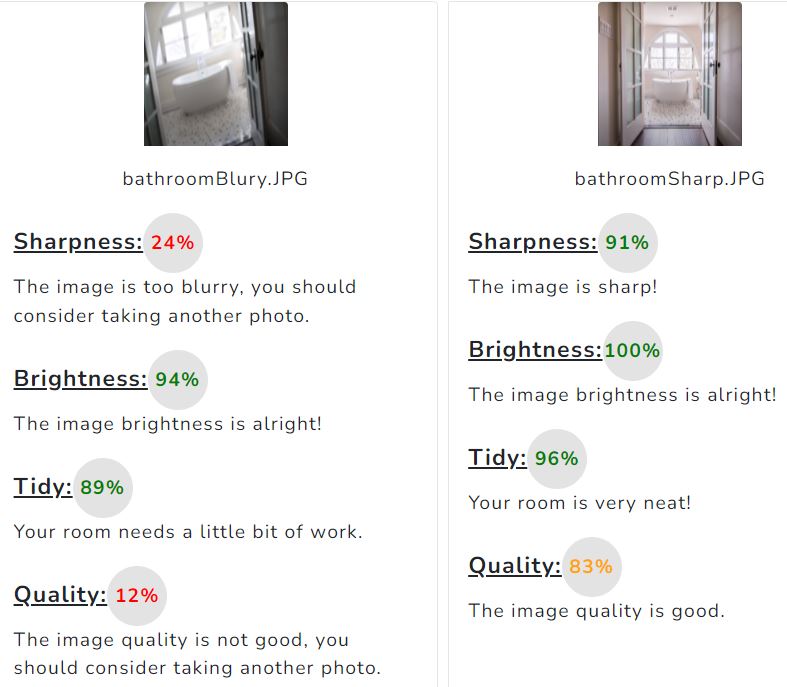 bathroomBlury.JPG
Sharpness: 24%
The image is too blurry, you should
consider taking another photo.
Brightness: 94%
The image brightness is alright!
Tidy: 89%
Your room needs a little bit of work.
Quality: 12%
The image quality is not good, you
should consider taking another photo.
bathroomSharp.JPG
Sharpness: 91%
The image is sharp!
Brightness: 100%
The image brightness is alright!
Tidy: 96%
Your room is very neat!
Quality: 83%
The image quality is good.